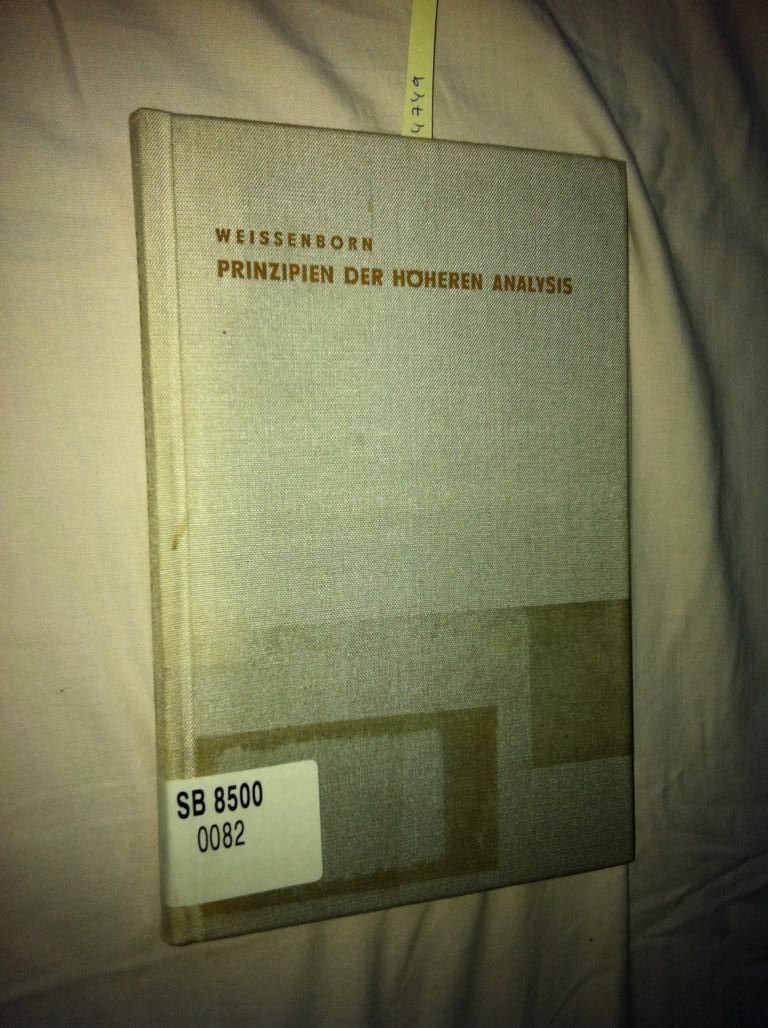 WEISSENBORN
PRINZIPIEN DER HÖHEREN ANALYSIS
SB 8500
0082